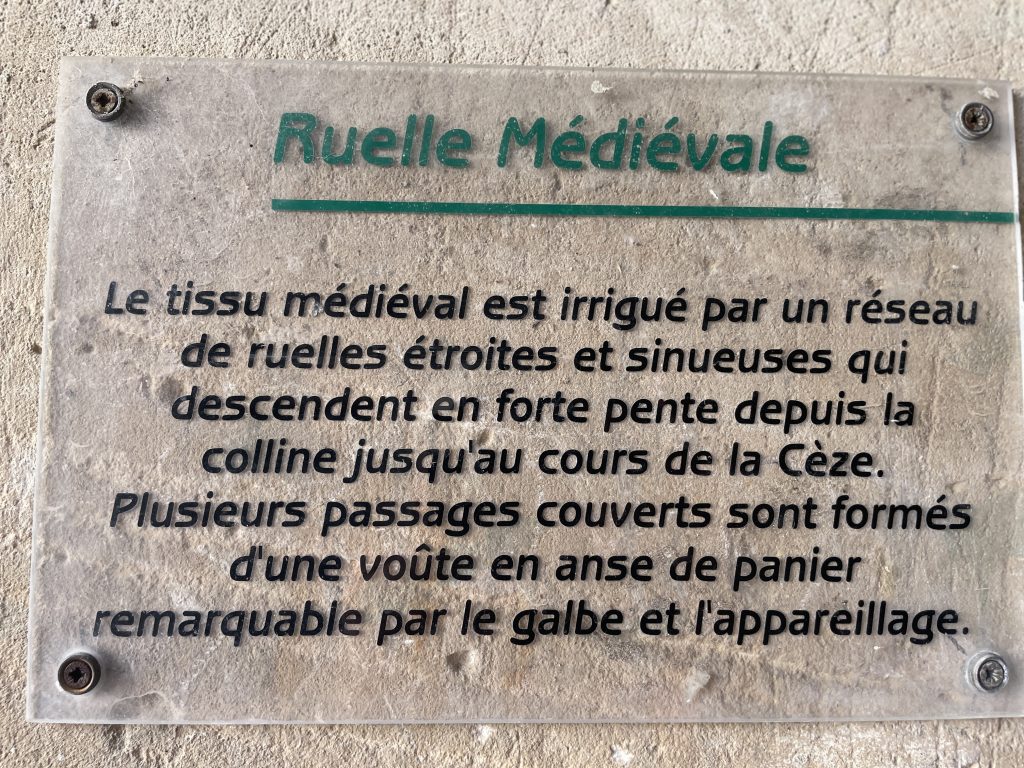 Ruelle Médiévale
Le tissu médiéval est irrigué par un réseau
de ruelles étroites et sinueuses qui
descendent en forte pente depuis la
colline jusqu'au cours de la Cèze.
Plusieurs passages couverts sont formés
d'une voûte en anse de panier
remarquable par le galbe et l'appareillage.